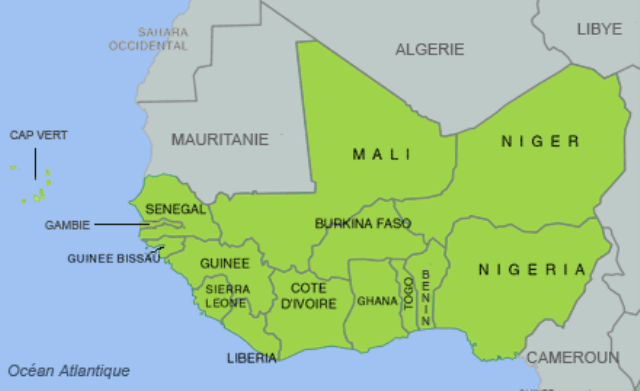 SAHARA
OCCIDENTAL
ALGERIE
LIBYE
CAP VERT
MAURITANIE
MALI
NIGER
SENEGAL
GAMBIE
BURKINA FASO
GUINEE BISSAU
GUINEE
NIGERIA
SIERRA
LEONE
COTE
D'IVOIRE
GHANA
TOGO
BENIN
LIBERIA
CAMEROUN
Océan Atlantique